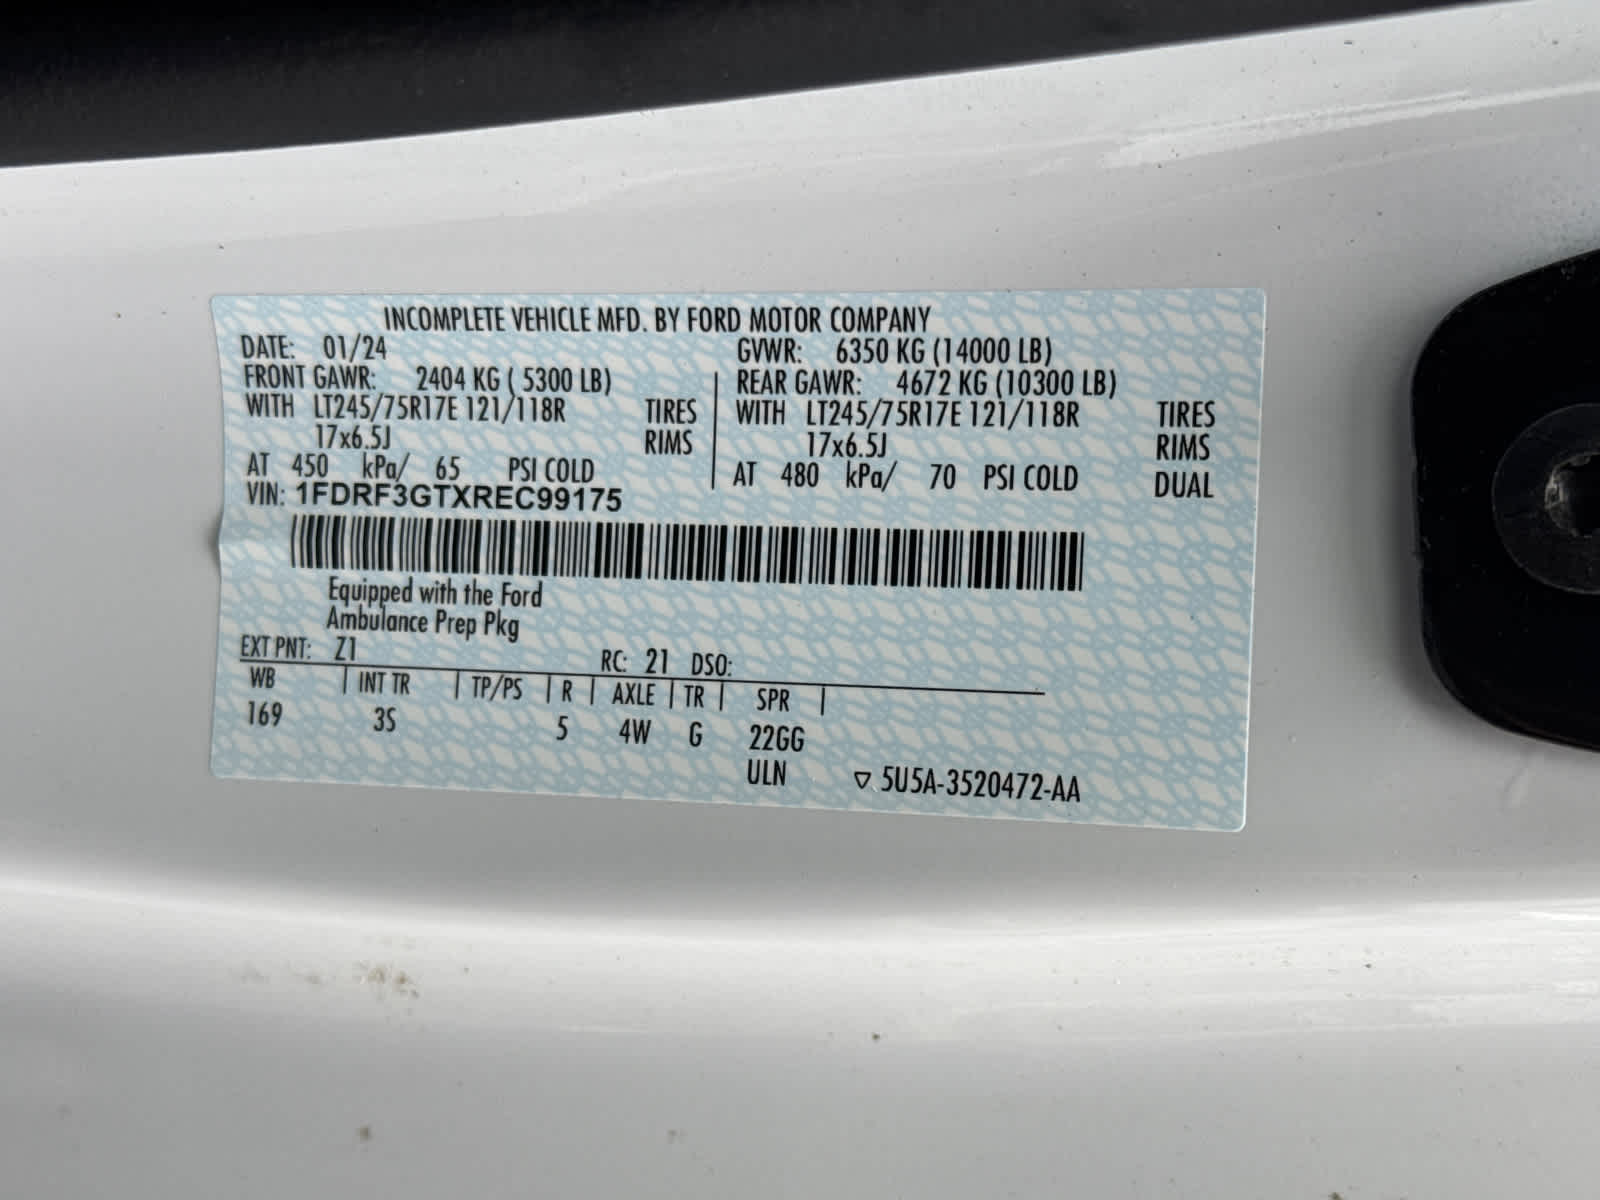 INCOMPLETE VEHICLE MFD. BY FORD MOTOR COMPANY
DATE: 01/24 GVWR: 6350 KG (14000 LB)
FRONT GAWR: 2404 KG ( 5300 LB) REAR GAWR: 4672 KG (10300 LB)
WITH LT245/75R17E 121/118R TIRES WITH LT245/75R17E 121/118R TIRES
17x6.5J RIMS 17x6.5J RIMS
AT 450 kPa/ 65 PSI COLD AT 480 kPa/ 70 PSI COLD DUAL
VIN: 1FDRF3GTXREC99175
Equipped with the Ford
Ambulance Prep Pkg
EXT PNT: Z1 RC: 21 DSO:
WB | INT TR | TP/PS | R | AXLE | TR | SPR |
169 3S 5 4W G 22GG
ULN ▽ 5U5A-3520472-AA